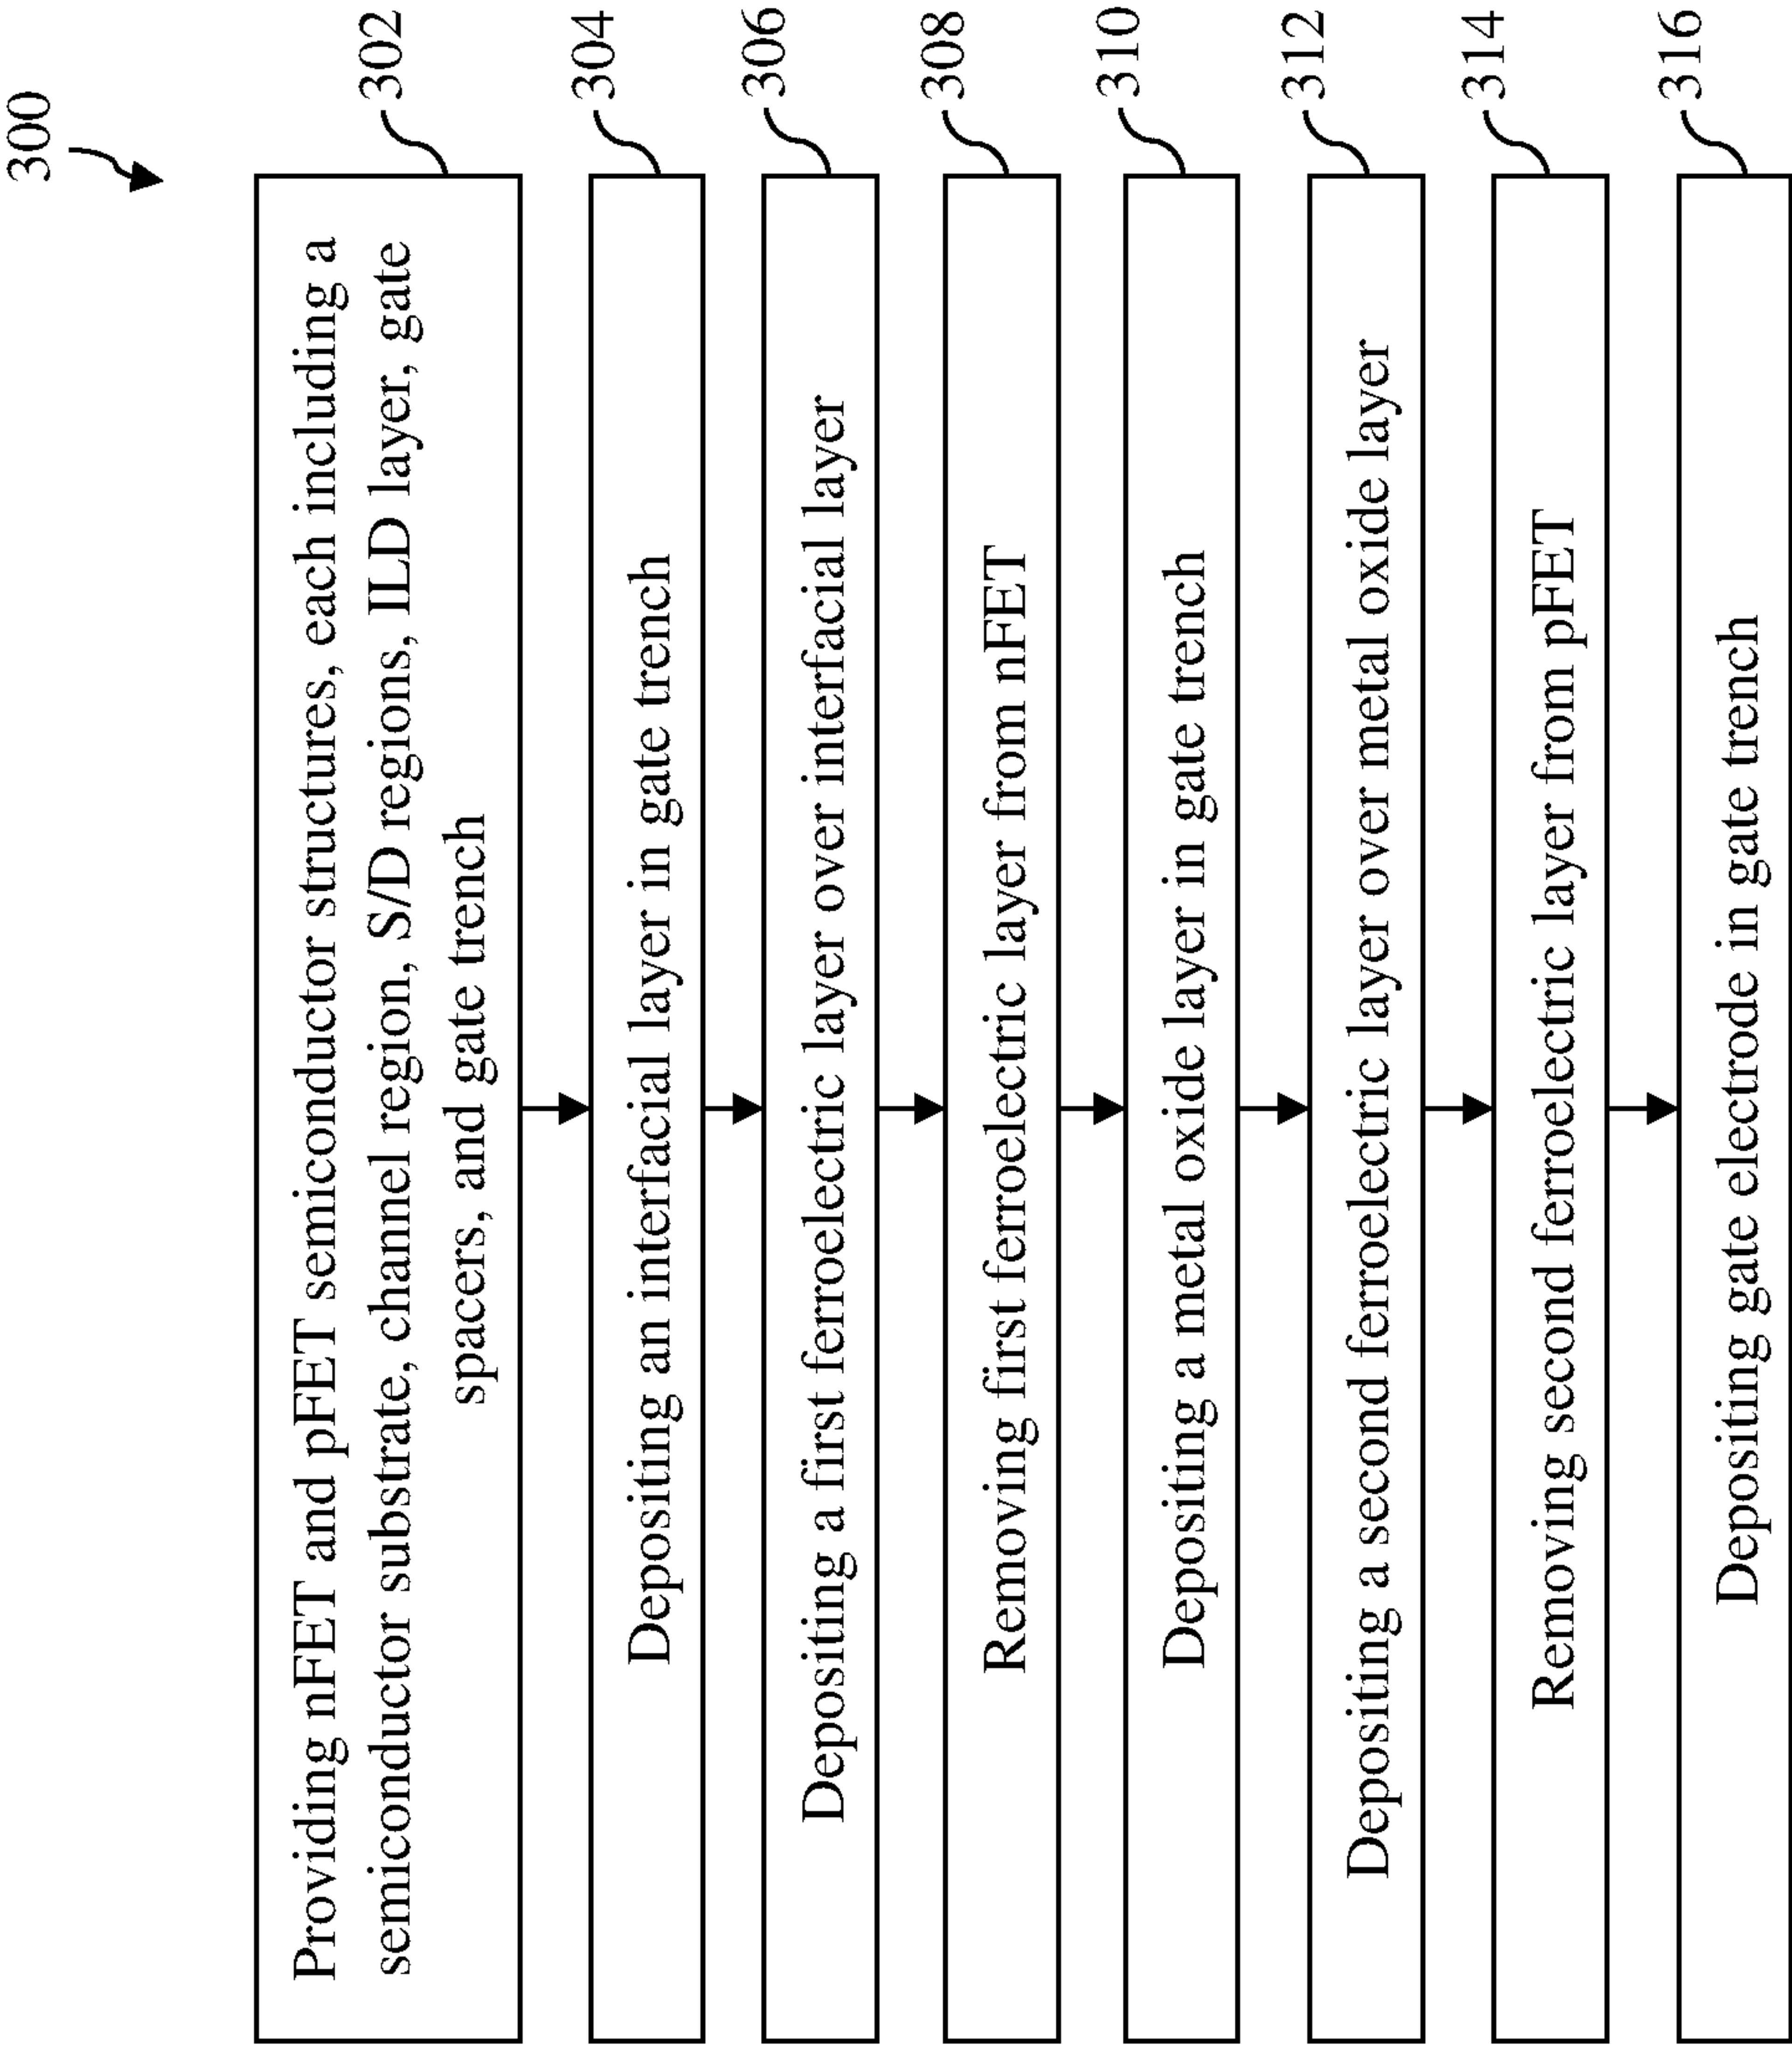 300
Providing nFET and pFET semiconductor structures, each including a
semiconductor substrate, channel region, S/D regions, ILD layer, gate
spacers, and gate trench
302
Depositing an interfacial layer in gate trench
304
Depositing a first ferroelectric layer over interfacial layer
306
Removing first ferroelectric layer from nFET
308
Depositing a metal oxide layer in gate trench
310
Depositing a second ferroelectric layer over metal oxide layer
312
Removing second ferroelectric layer from pFET
314
Depositing gate electrode in gate trench
316